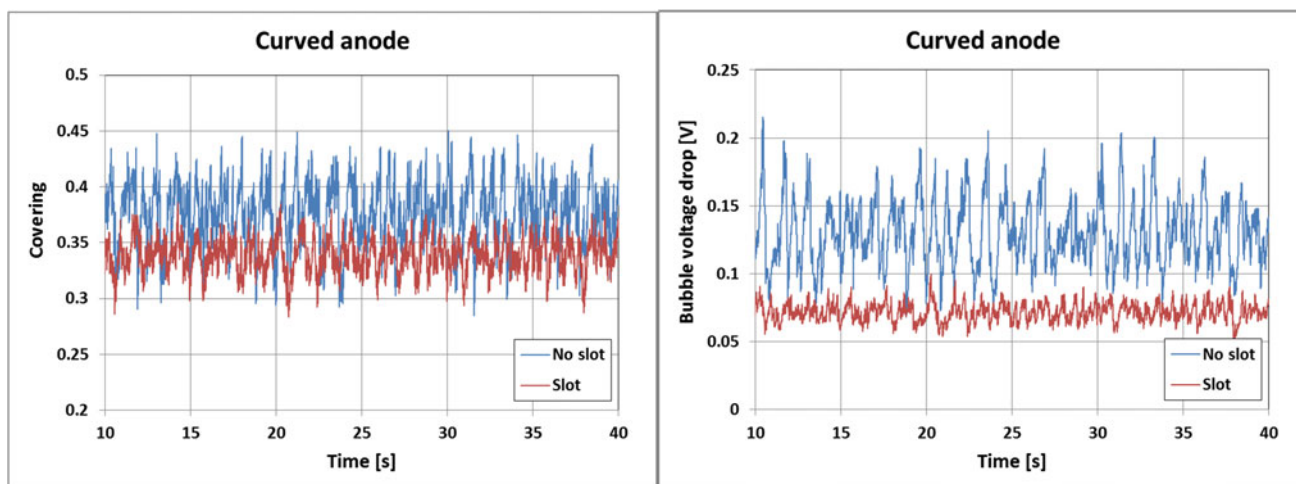 Curved anode
0.5
0.45
0.4
0.35
0.3
0.25
0.2
Covering
10 15 20 25 30 35 40
Time [s]
No slot
Slot
Curved anode
0.25
0.2
0.15
0.1
0.05
0
Bubble voltage drop [V]
10 15 20 25 30 35 40
Time [s]
No slot
Slot